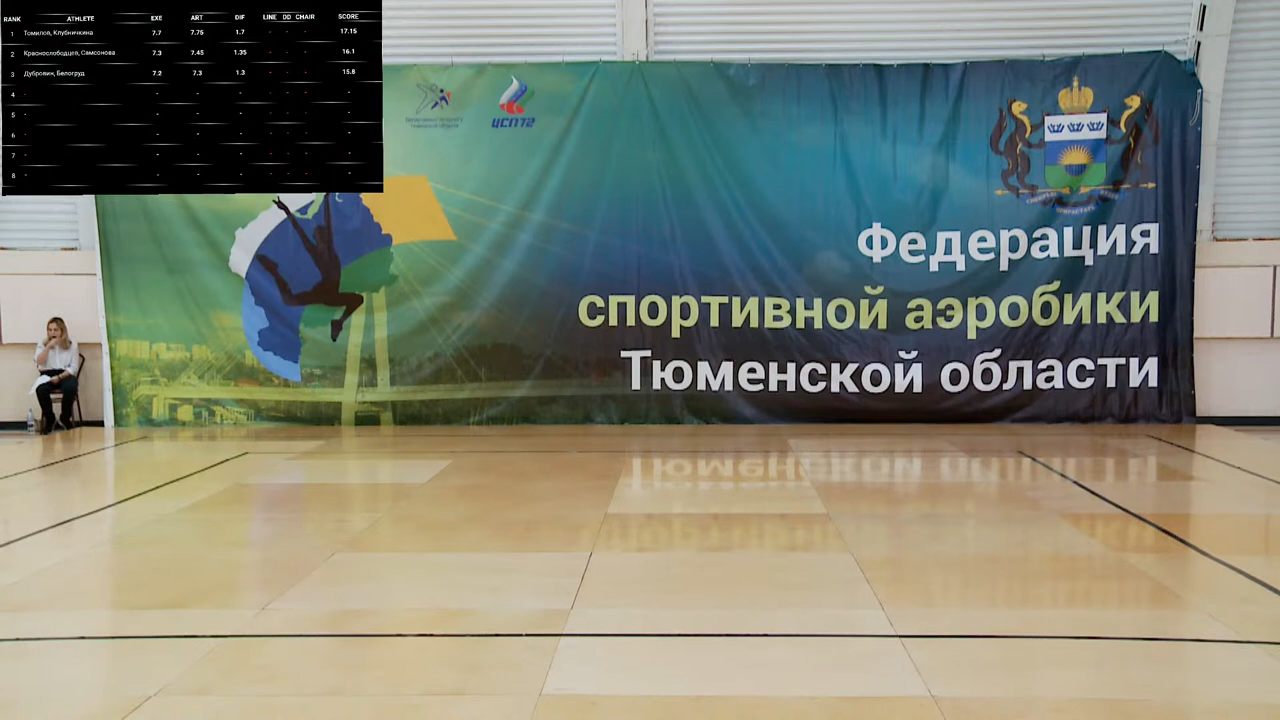 RANK ATHLETE EXE ART DIF LINE DD CHAIR SCORE
1 Томилов, Клубничкина 7.7 7.75 1.7 - - - 17.15
2 Краснослободцев, Самсонова 7.3 7.45 1.35 - - - 16.1
3 Дубровин, Белогруд 7.2 7.3 1.3 - - - 15.8
4 - - - - - - - -
5 - - - - - - - -
6 - - - - - - - -
7 - - - - - - - -
8 - - - - - - - -
Тюменской области
ЦСП72
Федерация
спортивной аэробики
Тюменской области